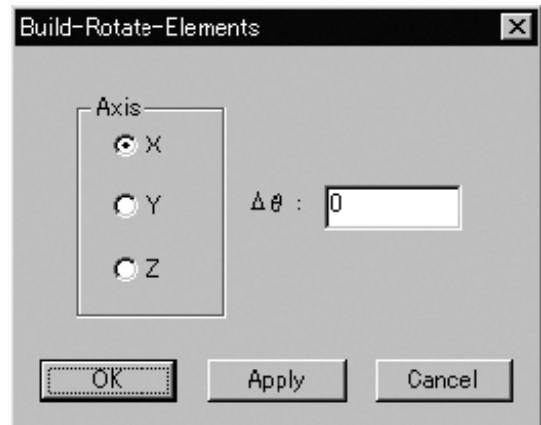 Build-Rotate-Elements
Axis
X
Y
Δθ : 0
Z
OK Apply Cancel